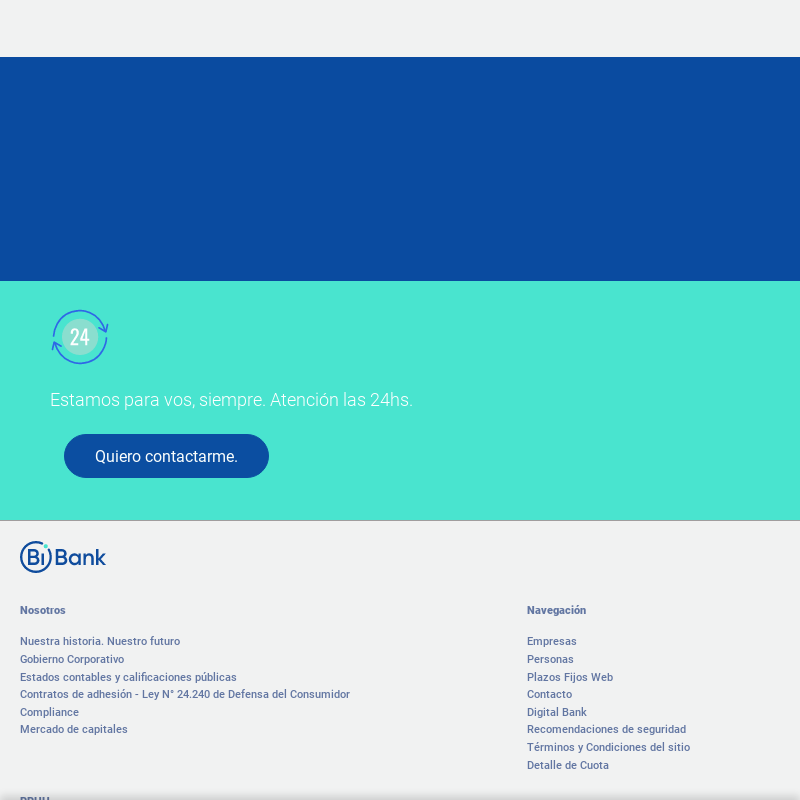 24
Estamos para vos, siempre. Atención las 24hs.
Quiero contactarme.
Bi Bank
Nosotros
Nuestra historia. Nuestro futuro
Gobierno Corporativo
Estados contables y calificaciones públicas
Contratos de adhesión - Ley N° 24.240 de Defensa del Consumidor
Compliance
Mercado de capitales
Navegación
Empresas
Personas
Plazos Fijos Web
Contacto
Digital Bank
Recomendaciones de seguridad
Términos y Condiciones del sitio
Detalle de Cuota